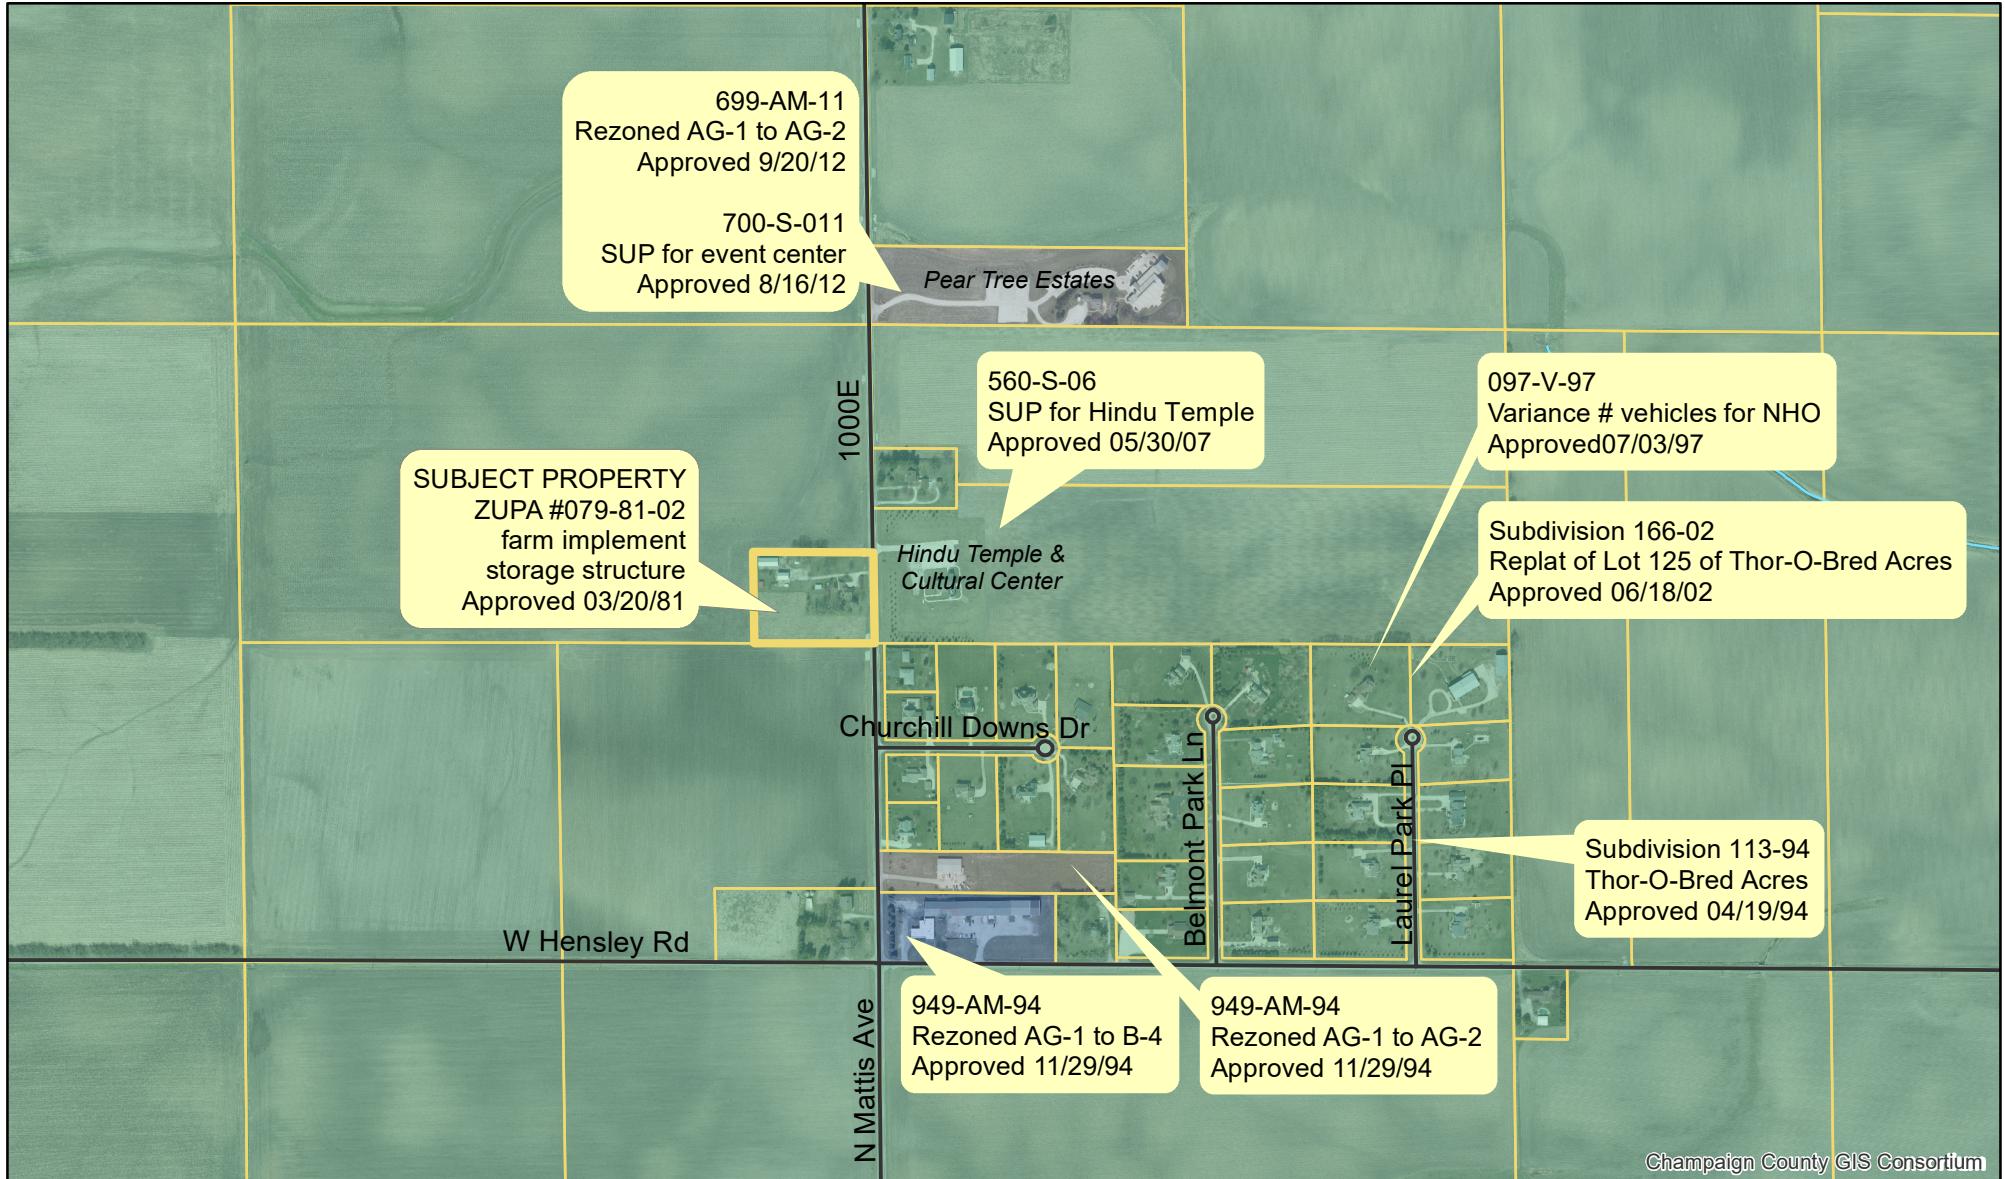 699-AM-11
Rezoned AG-1 to AG-2
Approved 9/20/12
700-S-011
SUP for event center
Approved 8/16/12
Pear Tree Estates
1000E
560-S-06
SUP for Hindu Temple
Approved 05/30/07
097-V-97
Variance # vehicles for NHO
Approved07/03/97
SUBJECT PROPERTY
ZUPA #079-81-02
farm implement
storage structure
Approved 03/20/81
Hindu Temple &
Cultural Center
Subdivision 166-02
Replat of Lot 125 of Thor-O-Bred Acres
Approved 06/18/02
Churchill Downs Dr
Belmont Park Ln
Laurel Park Pl
Subdivision 113-94
Thor-O-Bred Acres
Approved 04/19/94
W Hensley Rd
N Mattis Ave
949-AM-94
Rezoned AG-1 to B-4
Approved 11/29/94
949-AM-94
Rezoned AG-1 to AG-2
Approved 11/29/94
Champaign County GIS Consortium